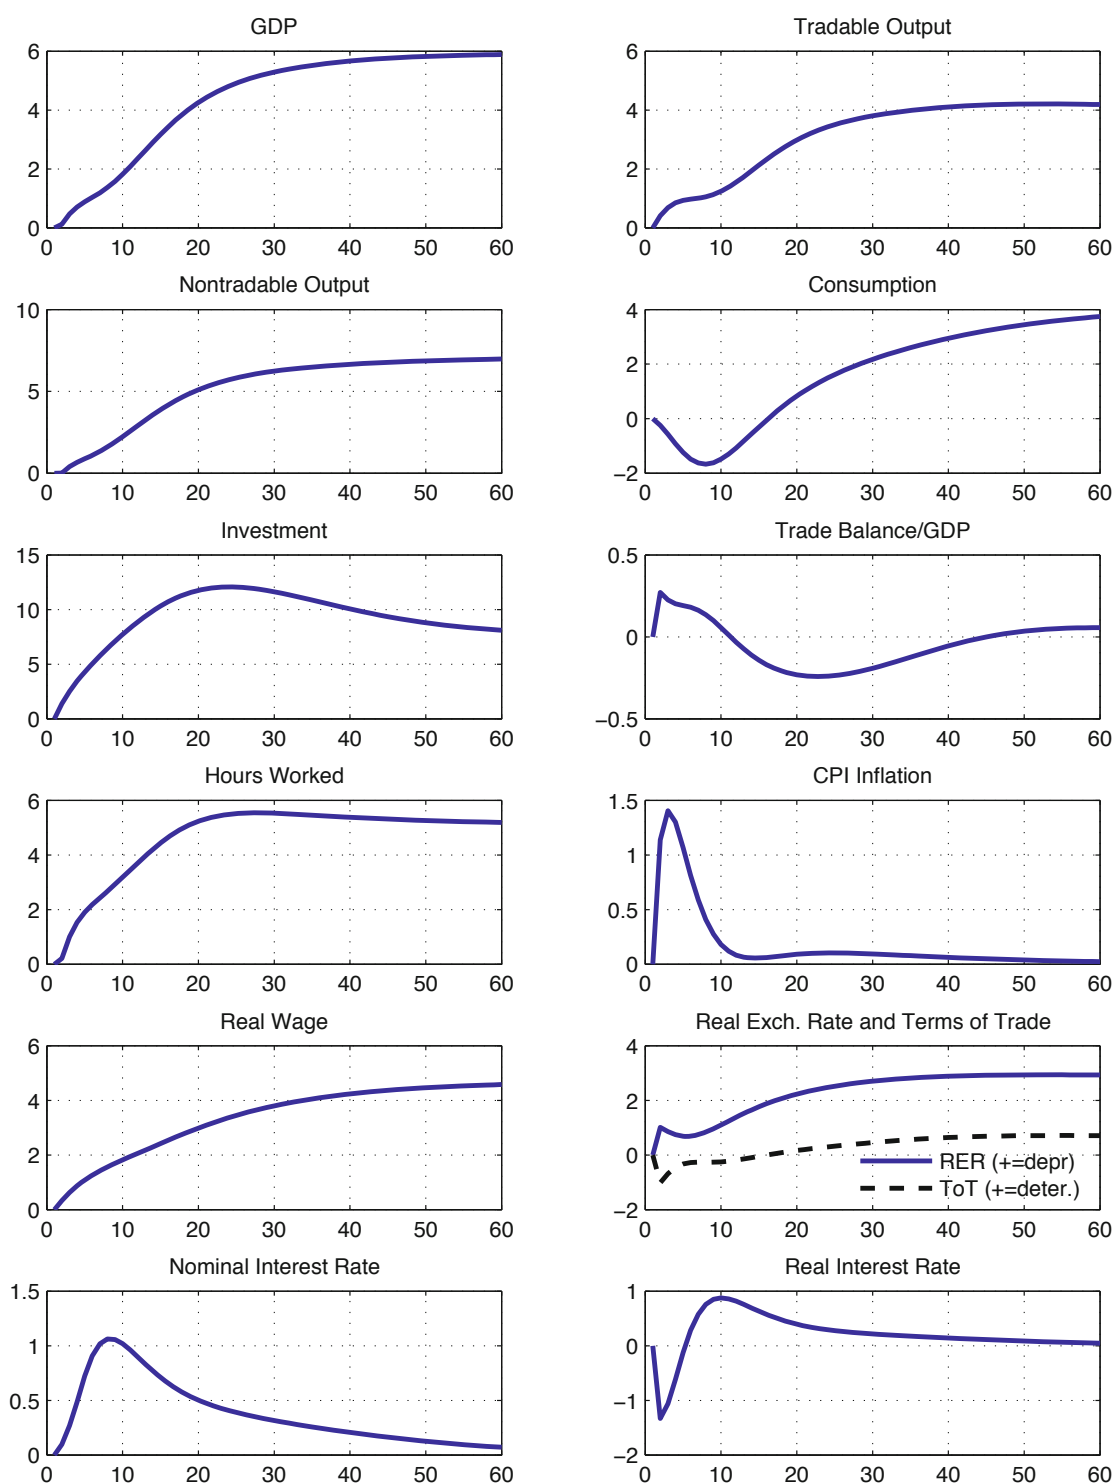 GDP
6
4
2
0
0 10 20 30 40 50 60
Tradable Output
6
4
2
0
0 10 20 30 40 50 60
Nontradable Output
10
5
0
0 10 20 30 40 50 60
Consumption
4
2
0
−2
0 10 20 30 40 50 60
Investment
15
10
5
0
0 10 20 30 40 50 60
Trade Balance/GDP
0.5
0
−0.5
0 10 20 30 40 50 60
Hours Worked
6
4
2
0
0 10 20 30 40 50 60
CPI Inflation
1.5
1
0.5
0
0 10 20 30 40 50 60
Real Wage
6
4
2
0
0 10 20 30 40 50 60
Real Exch. Rate and Terms of Trade
4
2
0
−2
RER (+=depr)
ToT (+=deter.)
0 10 20 30 40 50 60
Nominal Interest Rate
1.5
1
0.5
0
0 10 20 30 40 50 60
Real Interest Rate
1
0
−1
−2
0 10 20 30 40 50 60